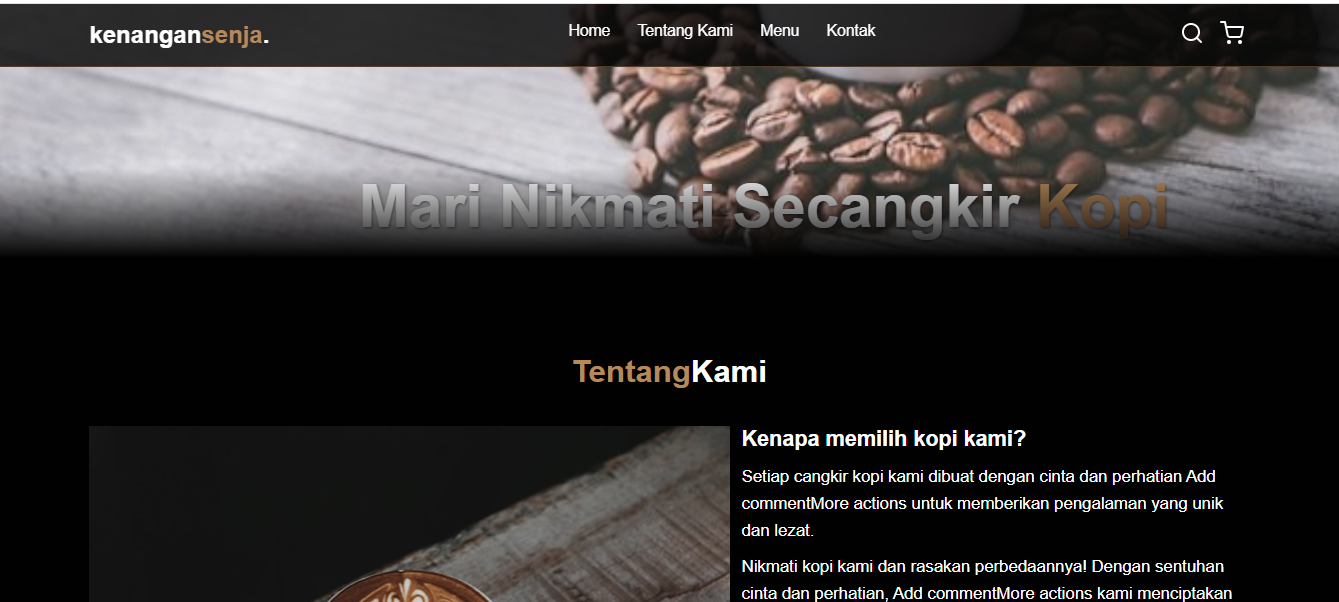 kenangansenja.
Home Tentang Kami Menu Kontak
Mari Nikmati Secangkir Kopi
TentangKami
Kenapa memilih kopi kami?
Setiap cangkir kopi kami dibuat dengan cinta dan perhatian Add
commentMore actions untuk memberikan pengalaman yang unik
dan lezat.
Nikmati kopi kami dan rasakan perbedaannya! Dengan sentuhan
cinta dan perhatian, Add commentMore actions kami menciptakan